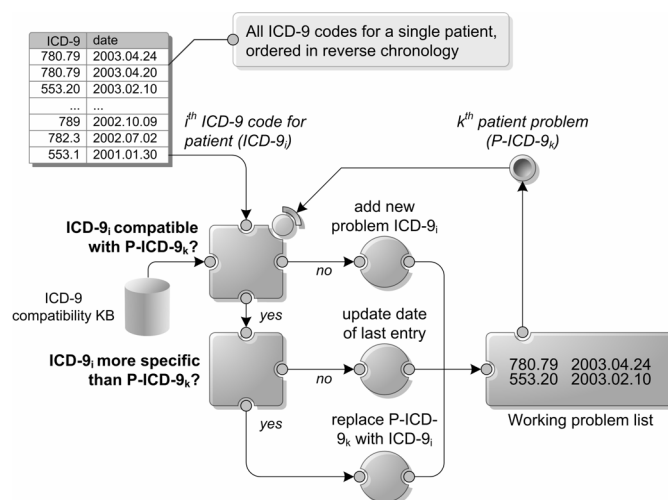 All ICD-9 codes for a single patient,
ordered in reverse chronology
ICD-9 date
780.79 2003.04.24
780.79 2003.04.20
553.20 2003.02.10
... ...
789 2002.10.09
782.3 2002.07.02
553.1 2001.01.30
i^th ICD-9 code for
patient (ICD-9i)
k^th patient problem
(P-ICD-9k)
ICD-9i compatible
with P-ICD-9k?
add new
problem ICD-9i
no
ICD-9
compatibility KB
yes
update date
of last entry
ICD-9i more specific
than P-ICD-9k?
no
780.79 2003.04.24
553.20 2003.02.10
Working problem list
yes
replace P-ICD-
9k with ICD-9i